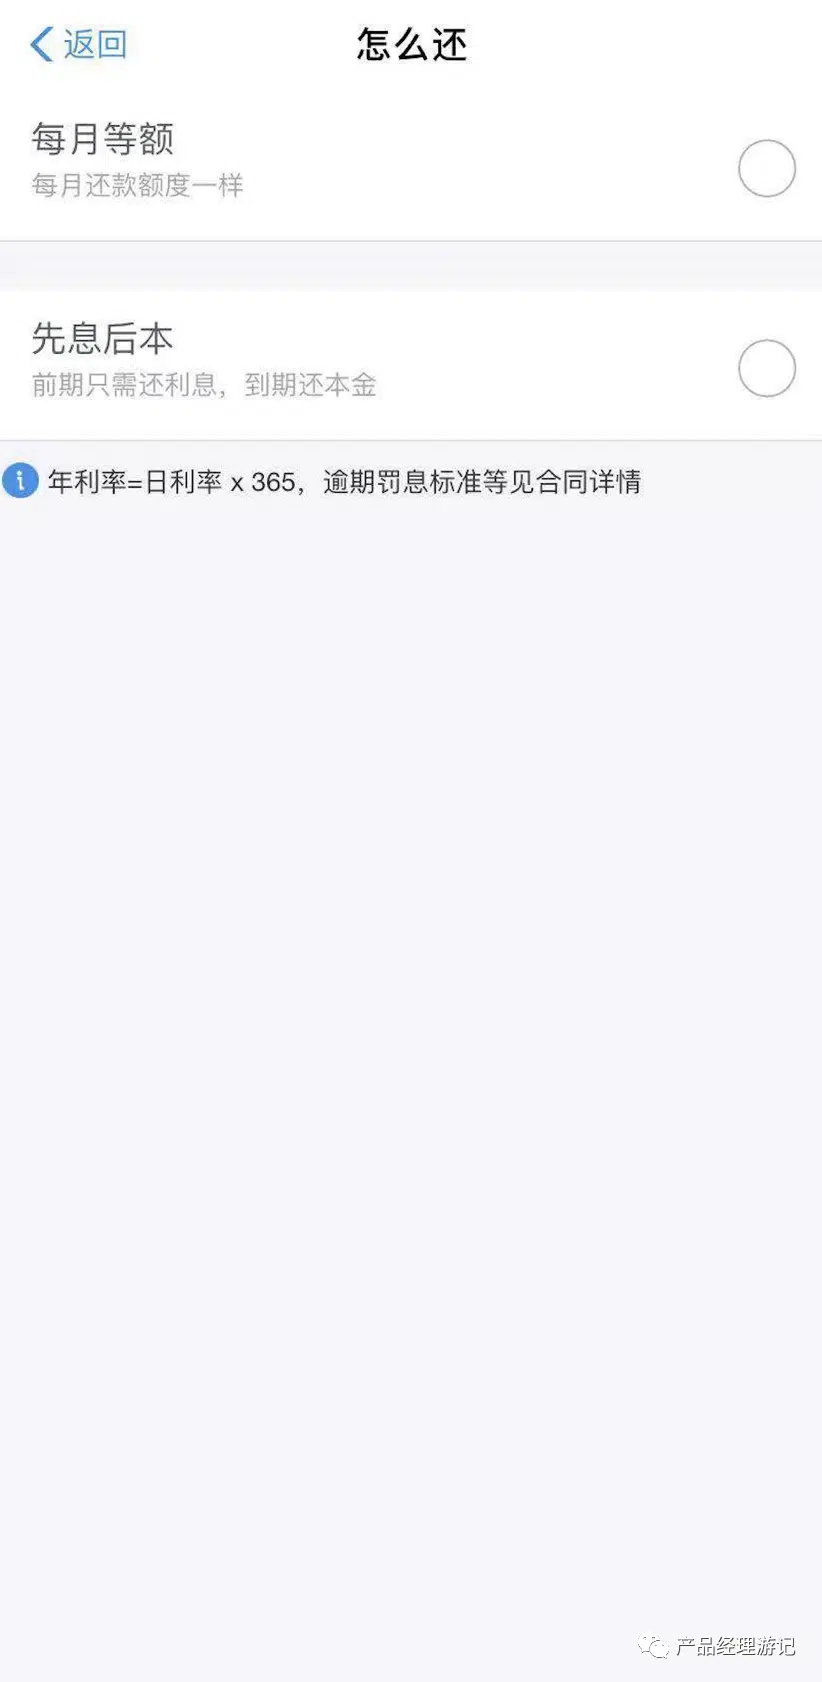 返回
怎么还
每月等额
每月还款额度一样
先息后本
前期只需还利息，到期还本金
年利率=日利率 x 365，逾期罚息标准等见合同详情
产品经理游记